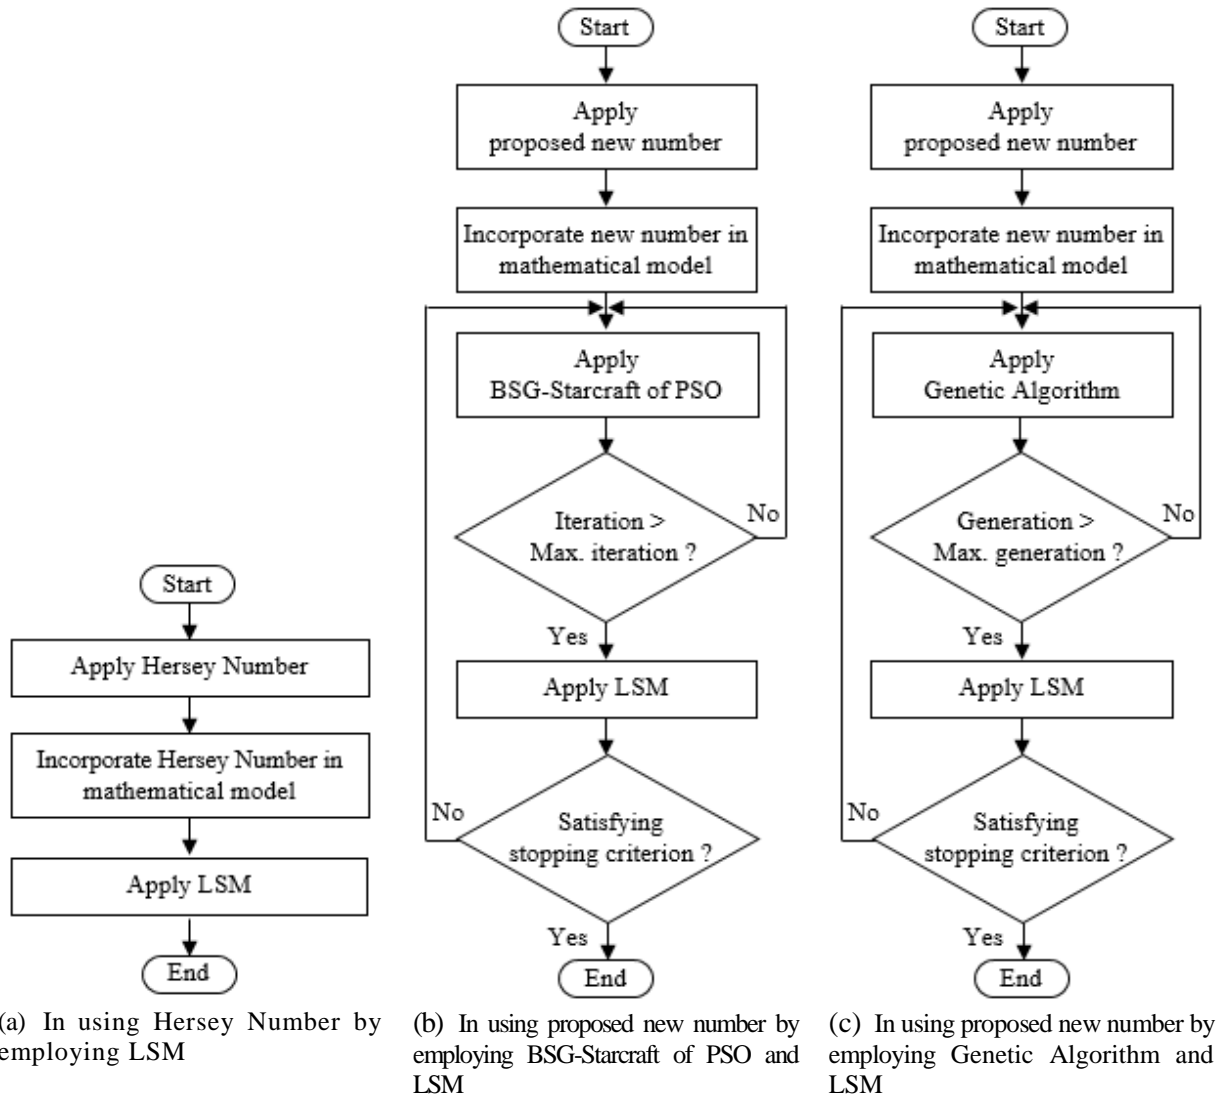 Start
Apply Hersey Number
Incorporate Hersey Number in
mathematical model
Apply LSM
End
(a) In using Hersey Number by
employing LSM
Start
Apply
proposed new number
Incorporate new number in
mathematical model
Apply
BSG-Starcraft of PSO
Iteration >
Max. iteration ?
No
Yes
Apply LSM
Satisfying
stopping criterion ?
No
Yes
End
(b) In using proposed new number by
employing BSG-Starcraft of PSO and
LSM
Start
Apply
proposed new number
Incorporate new number in
mathematical model
Apply
Genetic Algorithm
Generation >
Max. generation ?
No
Yes
Apply LSM
Satisfying
stopping criterion ?
No
Yes
End
(c) In using proposed new number by
employing Genetic Algorithm and
LSM